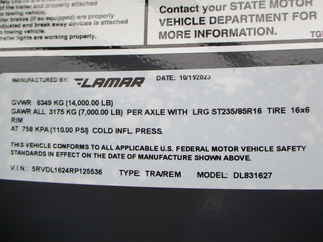 of the trailer and properly attached
to towing vehicle.
railer brakes (if so equipped) are properly
adjusted and break away devices is attached
to towing vehicle.
trailer lights are working properly.
Contact your STATE MOTOR
VEHICLE DEPARTMENT FOR
MORE INFORMATION.
MANUFACTURED BY: LAMAR DATE: 10/19/2023
GVWR 6349 KG (14,000.00 LB)
GAWR ALL 3175 KG (7,000.00 LB) PER AXLE WITH LRG ST235/85R16 TIRE 16x6
RIM
AT 758 KPA (110.00 PSI) COLD INFL. PRESS.
THIS VEHICLE CONFORMS TO ALL APPLICABLE U.S. FEDERAL MOTOR VEHICLE SAFETY
STANDARDS IN EFFECT ON THE DATE OF MANUFACTURE SHOWN ABOVE.
V.I.N: 5RVDL1624RP125536 TYPE: TRA/REM MODEL: DL831627